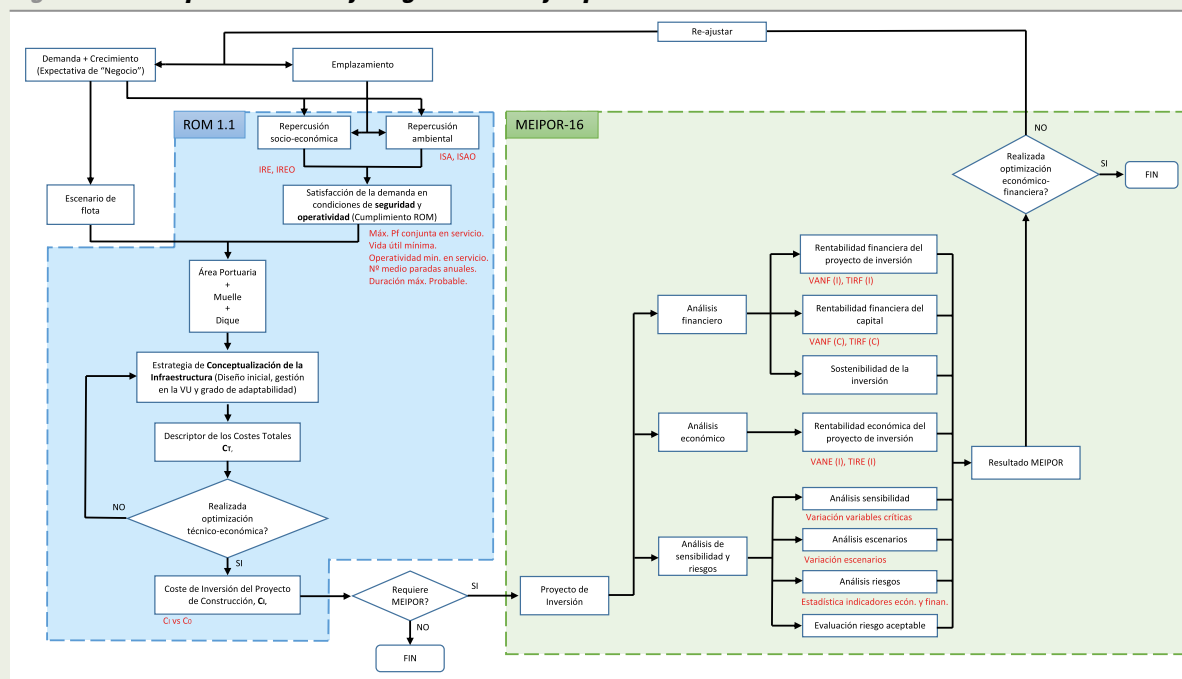 Re-ajustar
Demanda + Crecimiento
(Expectativa de “Negocio”)
Emplazamiento
ROM 1.1
Repercusión
socio-económica
Repercusión
ambiental
IRE, IREO
ISA, ISAO
Escenario de
flota
Satisfacción de la demanda en
condiciones de seguridad y
operatividad (Cumplimiento ROM)
Máx. Pf conjunta en servicio.
Vida útil mínima.
Operatividad min. en servicio.
Nº medio paradas anuales.
Duración máx. Probable.
Área Portuaria
+
Muelle
+
Dique
Estrategia de Conceptualización de la
Infraestructura (Diseño inicial, gestión
en la VU y grado de adaptabilidad)
Descriptor de los Costes Totales
CT,
NO
Realizada
optimización
técnico-económica?
SI
Coste de Inversión del Proyecto
de Construcción, CI,
CI vs CO
Requiere
MEIPOR?
SI
NO
FIN
MEIPOR-16
Proyecto de
Inversión
Análisis
financiero
Rentabilidad financiera del
proyecto de inversión
VANF (I), TIRF (I)
Rentabilidad financiera del
capital
VANF (C), TIRF (C)
Sostenibilidad de la
inversión
Análisis
económico
Rentabilidad económica del
proyecto de inversión
VANE (I), TIRE (I)
Análisis de
sensibilidad y
riesgos
Análisis sensibilidad
Variación variables críticas
Análisis escenarios
Variación escenarios
Análisis riesgos
Estadística indicadores econ. y finan.
Evaluación riesgo aceptable
Resultado MEIPOR
NO
Realizada
optimización
económico-
financiera?
SI
FIN